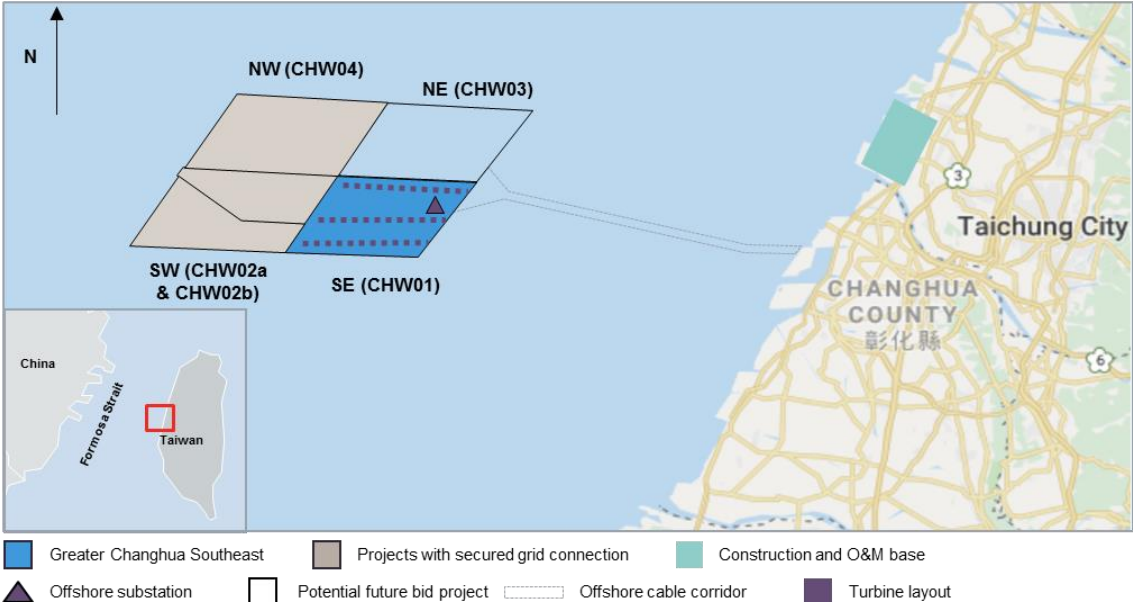 N
NW (CHW04)
NE (CHW03)
3
Taichung City
SW (CHW02a
& CHW02b)
SE (CHW01)
CHANGHUA
COUNTY
彰化縣
6
China
Formosa Strait
Taiwan
Greater Changhua Southeast
Projects with secured grid connection
Construction and O&M base
Offshore substation
Potential future bid project
Offshore cable corridor
Turbine layout